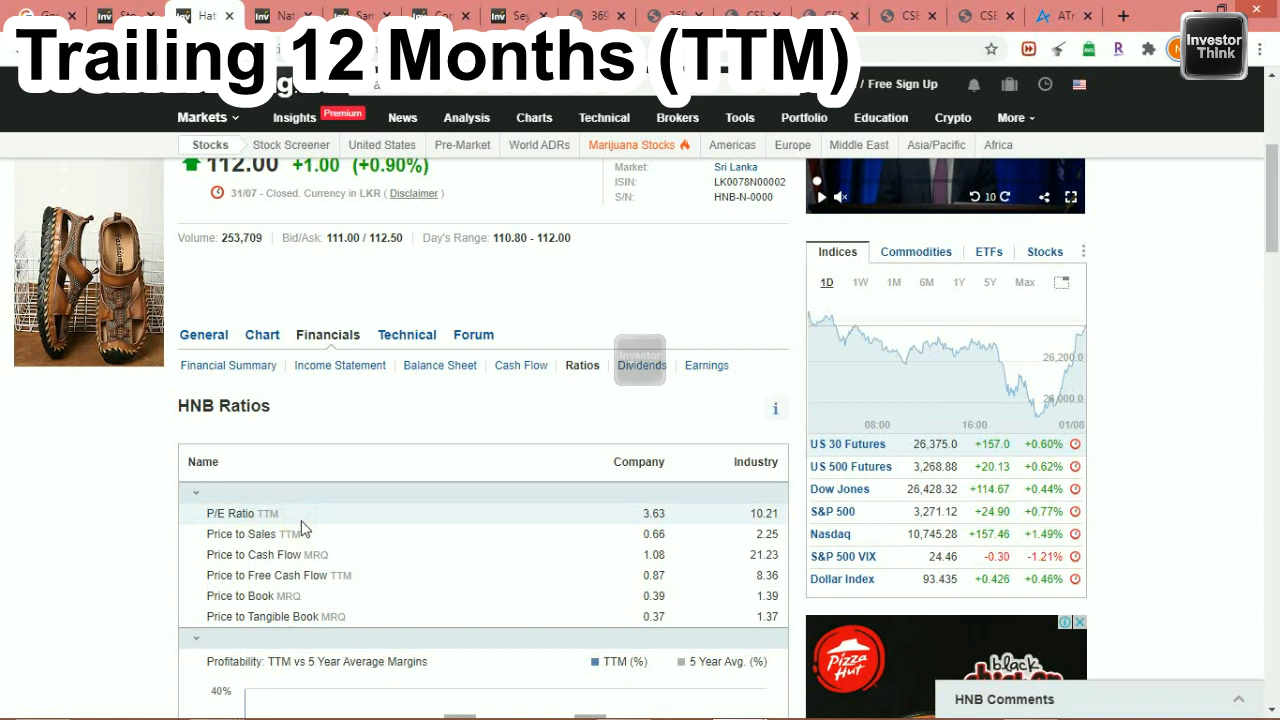 Trailing 12 Months (TTM)
Investor
Think
/ Free Sign Up
Markets Insights Premium News Analysis Charts Technical Brokers Tools Portfolio Education Crypto More
Stocks Stock Screener United States Pre-Market World ADRs Marijuana Stocks Americas Europe Middle East Asia/Pacific Africa
112.00 +1.00 (+0.90%)
31/07 - Closed. Currency in LKR ( Disclaimer )
Market: Sri Lanka
ISIN: LK0078N00002
S/N: HNB-N-0000
10
Volume: 253,709 Bid/Ask: 111.00 / 112.50 Day's Range: 110.80 - 112.00
General Chart Financials Technical Forum
Financial Summary Income Statement Balance Sheet Cash Flow Ratios Dividends Earnings
Investor
HNB Ratios
Name Company Industry
P/E Ratio TTM 3.63 10.21
Price to Sales TTM 0.66 2.25
Price to Cash Flow MRQ 1.08 21.23
Price to Free Cash Flow TTM 0.87 8.36
Price to Book MRQ 0.39 1.39
Price to Tangible Book MRQ 0.37 1.37
Profitability: TTM vs 5 Year Average Margins TTM (%) 5 Year Avg. (%)
40%
Indices Commodities ETFs Stocks
1D 1W 1M 6M 1Y 5Y Max
26,200.0
26,000.0
08:00 16:00 01/08
US 30 Futures 26,375.0 +157.0 +0.60%
US 500 Futures 3,268.88 +20.13 +0.62%
Dow Jones 26,428.32 +114.67 +0.44%
S&P 500 3,271.12 +24.90 +0.77%
Nasdaq 10,745.28 +157.46 +1.49%
S&P 500 VIX 24.46 -0.30 -1.21%
Dollar Index 93.435 +0.426 +0.46%
Pizza
Hut
black
HNB Comments